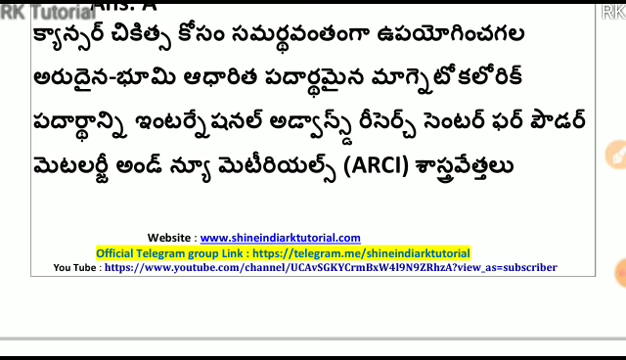 RK Tutorial
Ans: A
RK
క్యాన్సర్ చికిత్స కోసం సమర్థవంతంగా ఉపయోగించగల
అరుదైన-భూమి ఆధారిత పదార్థమైన మాగ్నెటోకలోరిక్
పదార్థాన్ని ఇంటర్నేషనల్ అడ్వాన్స్డ్ రీసెర్చ్ సెంటర్ ఫర్ పౌడర్
మెటలర్జీ అండ్ న్యూ మెటీరియల్స్ (ARCI) శాస్త్రవేత్తలు
Website : www.shineindiarktutorial.com
Official Telegram group Link : https://telegram.me/shineindiarktutorial
You Tube : https://www.youtube.com/channel/UCAvSGKYCrmBxW4l9N9ZRhzA?view_as=subscriber